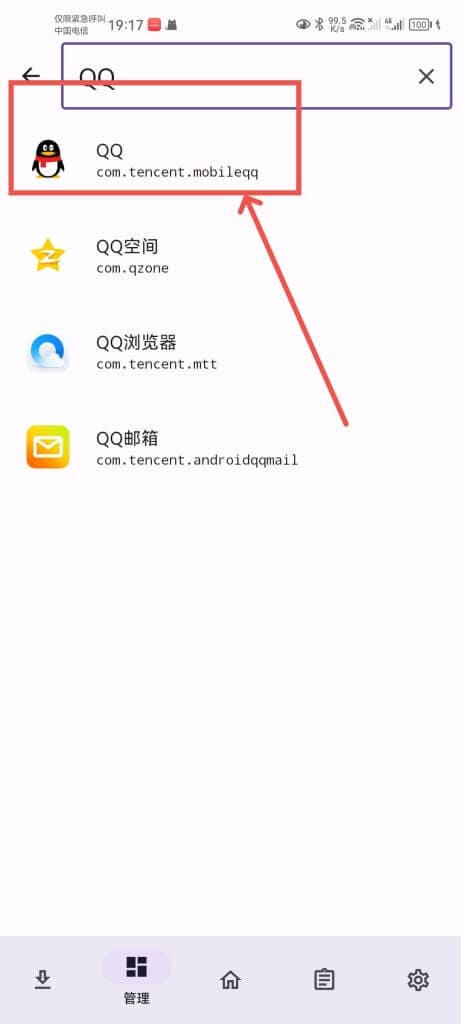 仅限紧急呼叫
中国电信
19:17
99.5
K/s
46
100
QQ
QQ
com.tencent.mobileqq
QQ空间
com.qzone
QQ浏览器
com.tencent.mtt
QQ邮箱
com.tencent.androidqqmail
管理